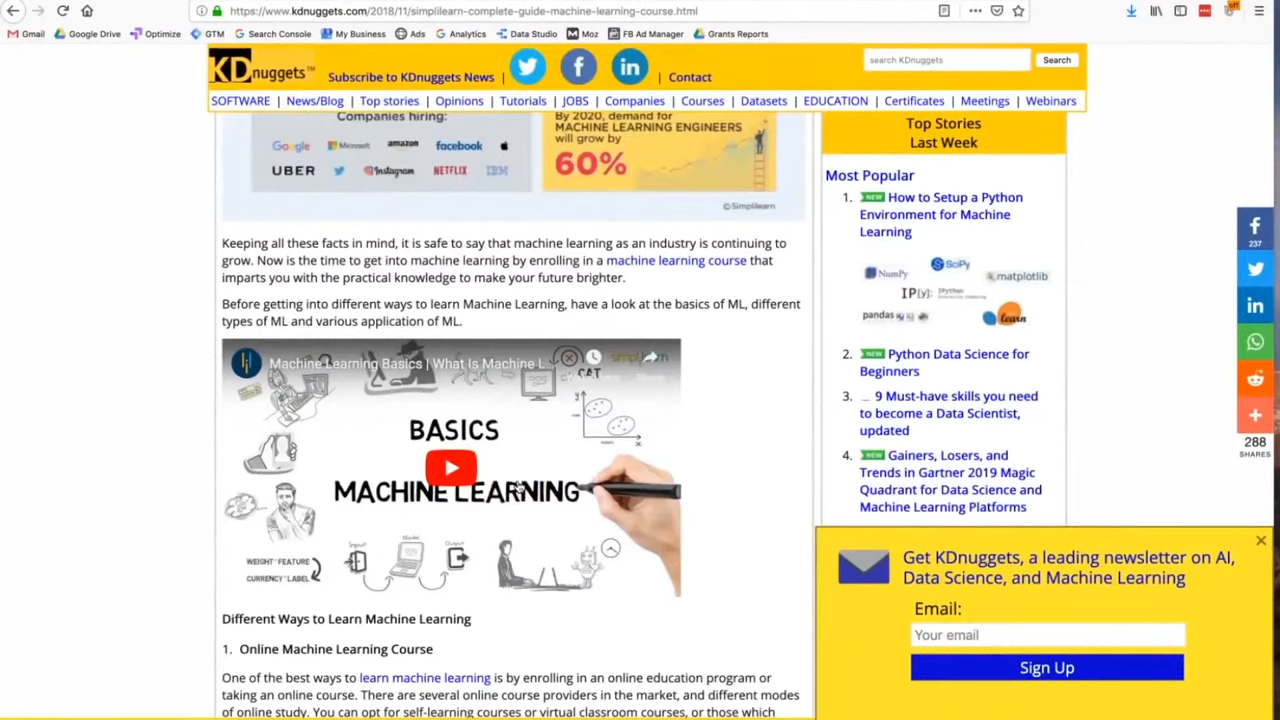 https://www.kdnuggets.com/2018/11/simplilearn-complete-guide-machine-learning-course.html
Gmail Google Drive Optimize GTM Search Console My Business Ads Analytics Data Studio Moz FB Ad Manager Grants Reports
off
KDnuggets™ Subscribe to KDnuggets News | | Contact
search KDnuggets Search
SOFTWARE | News/Blog | Top stories | Opinions | Tutorials | JOBS | Companies | Courses | Datasets | EDUCATION | Certificates | Meetings | Webinars
Companies hiring:
Google Microsoft amazon facebook
UBER Instagram NETFLIX IBM
By 2020, demand for
MACHINE LEARNING ENGINEERS
will grow by
60%
© Simplilearn
Keeping all these facts in mind, it is safe to say that machine learning as an industry is continuing to
grow. Now is the time to get into machine learning by enrolling in a machine learning course that
imparts you with the practical knowledge to make your future brighter.
Before getting into different ways to learn Machine Learning, have a look at the basics of ML, different
types of ML and various application of ML.
Machine Learning Basics | What Is Machine L...
CAT
BASICS
MACHINE LEARNING
WEIGHT=FEATURE
CURRENCY=LABEL
Input
Model
Output
Different Ways to Learn Machine Learning
1. Online Machine Learning Course
One of the best ways to learn machine learning is by enrolling in an online education program or
taking an online course. There are several online course providers in the market, and different modes
of online study. You can opt for self-learning courses or virtual classroom courses, or those which
Top Stories
Last Week
Most Popular
1. NEW How to Setup a Python
Environment for Machine
Learning
NumPy SciPy matplotlib
IP[y]:
pandas learn
2. NEW Python Data Science for
Beginners
3. 9 Must-have skills you need
to become a Data Scientist,
updated
4. NEW Gainers, Losers, and
Trends in Gartner 2019 Magic
Quadrant for Data Science and
Machine Learning Platforms
237
288
SHARES
Get KDnuggets, a leading newsletter on AI,
Data Science, and Machine Learning
Email:
Your email
Sign Up